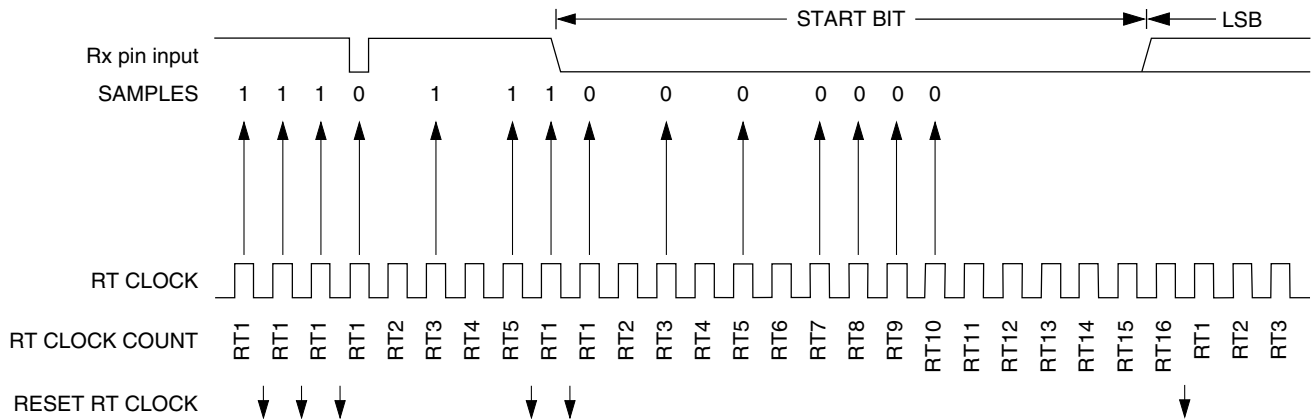 START BIT
LSB
Rx pin input
SAMPLES 1 1 1 0 1 1 1 0 0 0 0 0 0 0
RT CLOCK
RT CLOCK COUNT RT1 RT1 RT1 RT1 RT2 RT3 RT4 RT5 RT1 RT1 RT2 RT3 RT4 RT5 RT6 RT7 RT8 RT9 RT10 RT11 RT12 RT13 RT14 RT15 RT16 RT1 RT2 RT3
RESET RT CLOCK